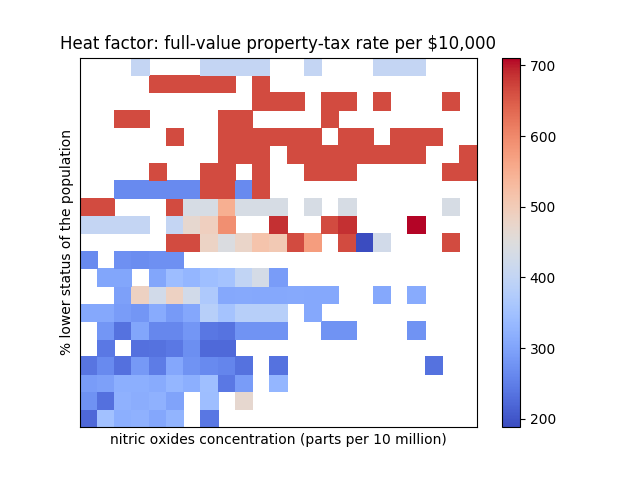 Heat factor: full-value property-tax rate per $10,000
% lower status of the population
nitric oxides concentration (parts per 10 million)
700
600
500
400
300
200